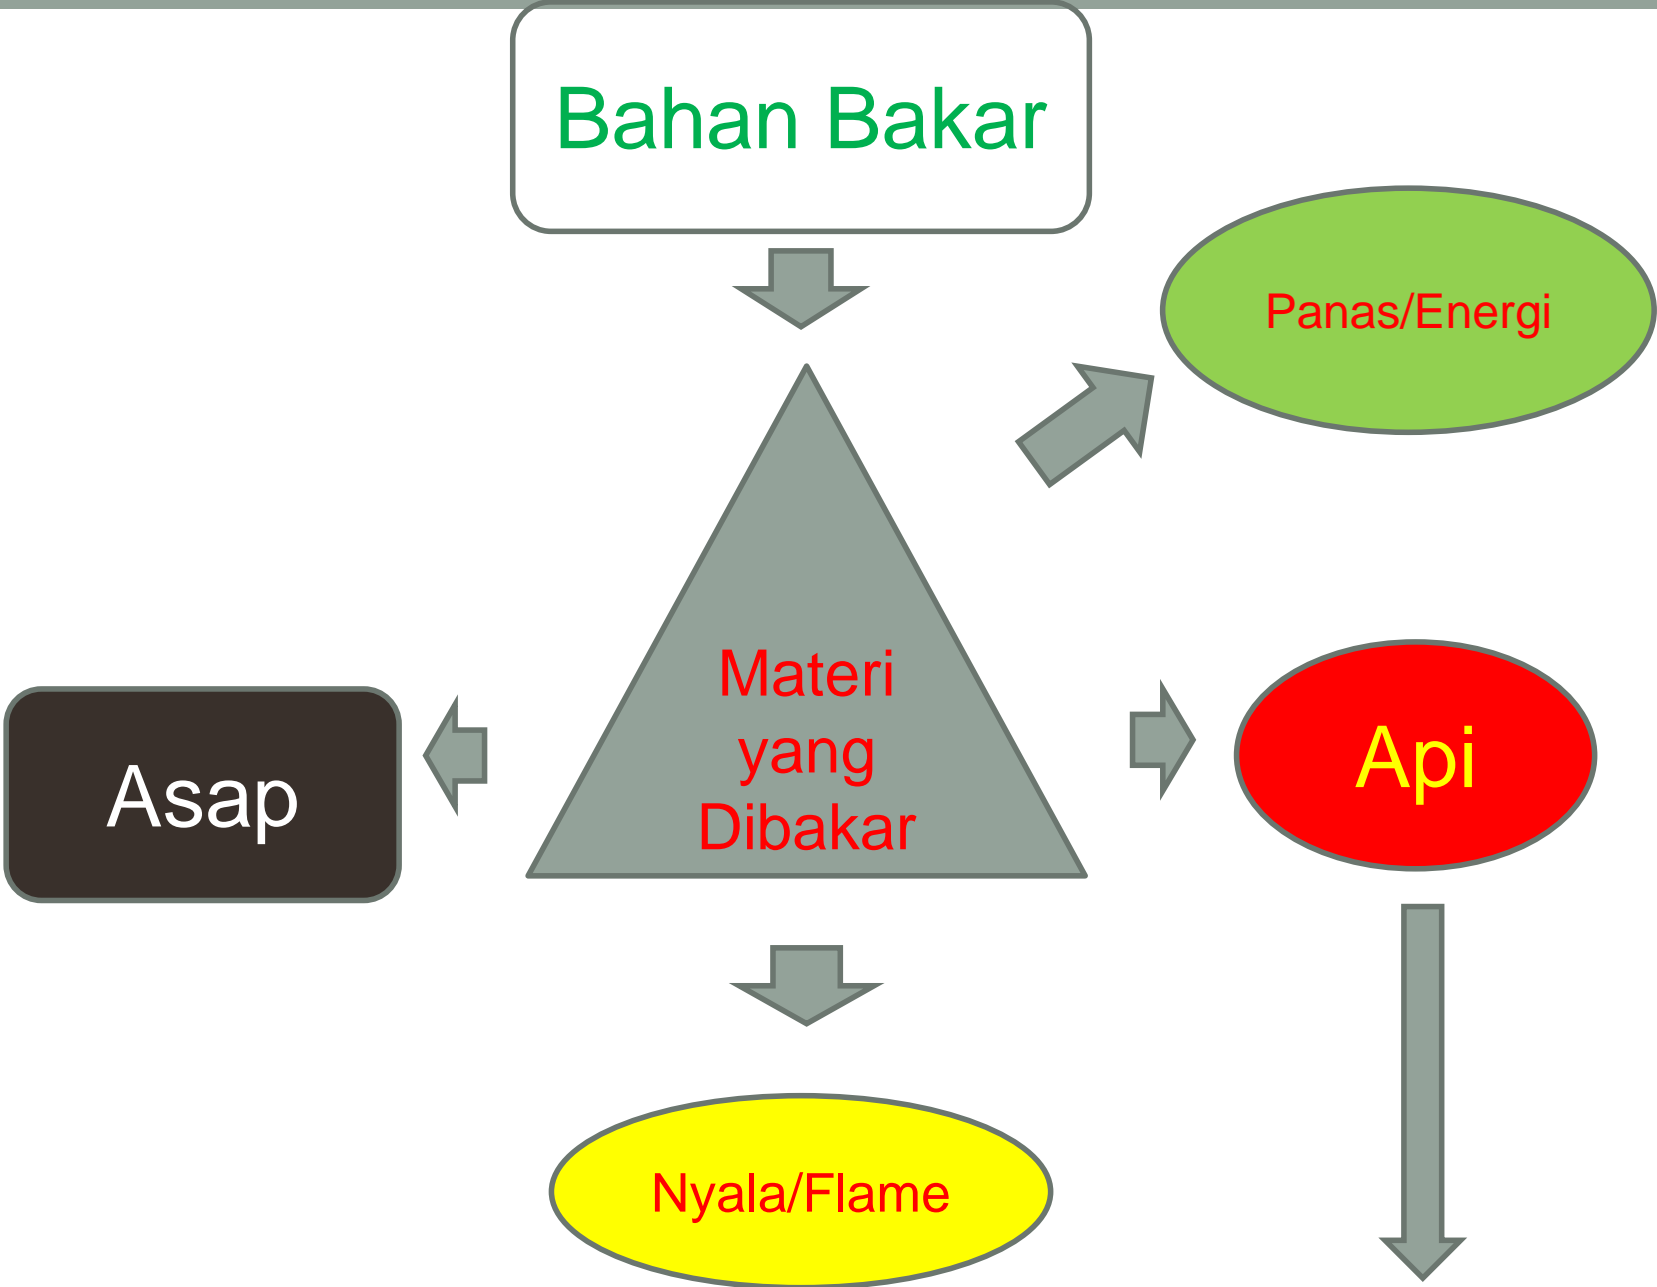 Bahan Bakar
Panas/Energi
Materi
yang
Dibakar
Api
Asap
Nyala/Flame